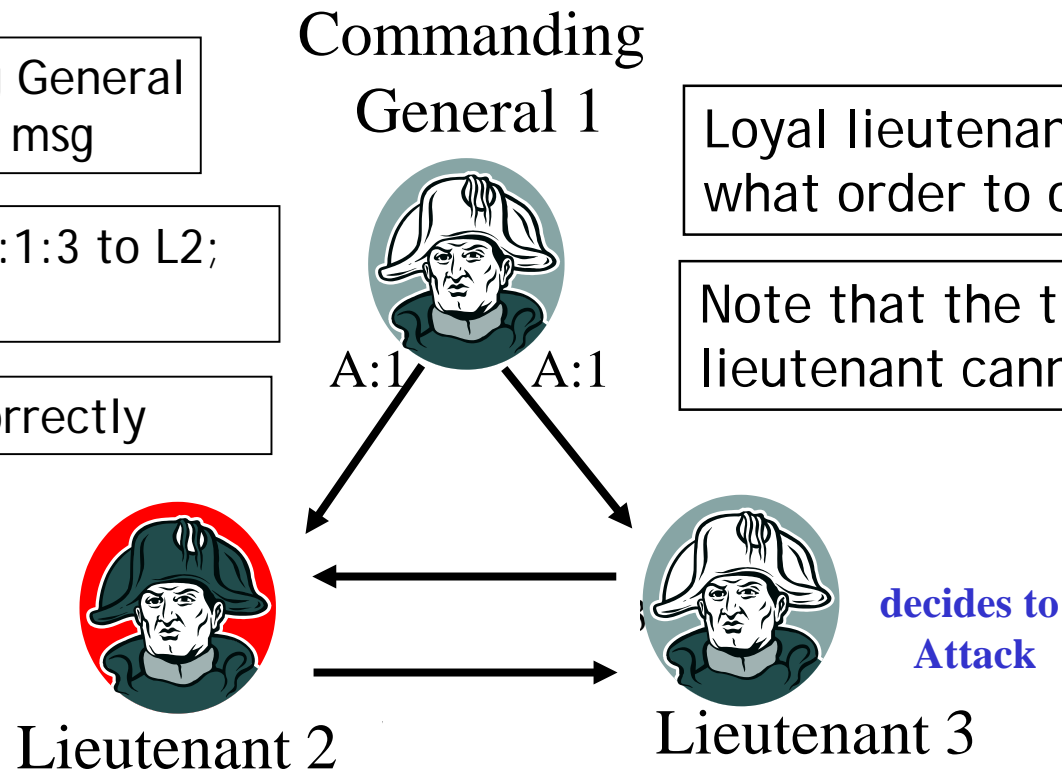 Commanding
General 1
General
msg
:1:3 to L2;
rrectly
Loyal lieutenan
what order to
Note that the t
lieutenant can
A:1
A:1
decides to
Attack
Lieutenant 2
Lieutenant 3